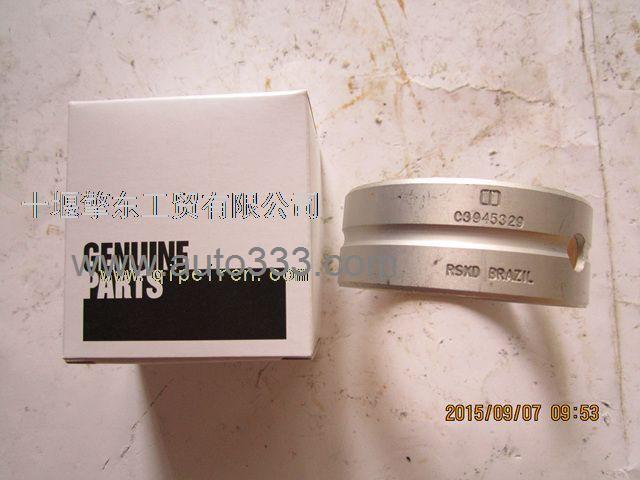 十堰擎东工贸有限公司
GENUINE
PARTS
www.auto333.com
www.qipeiren.com
C3945329
RSXD BRAZIL
2015/09/07 09:53